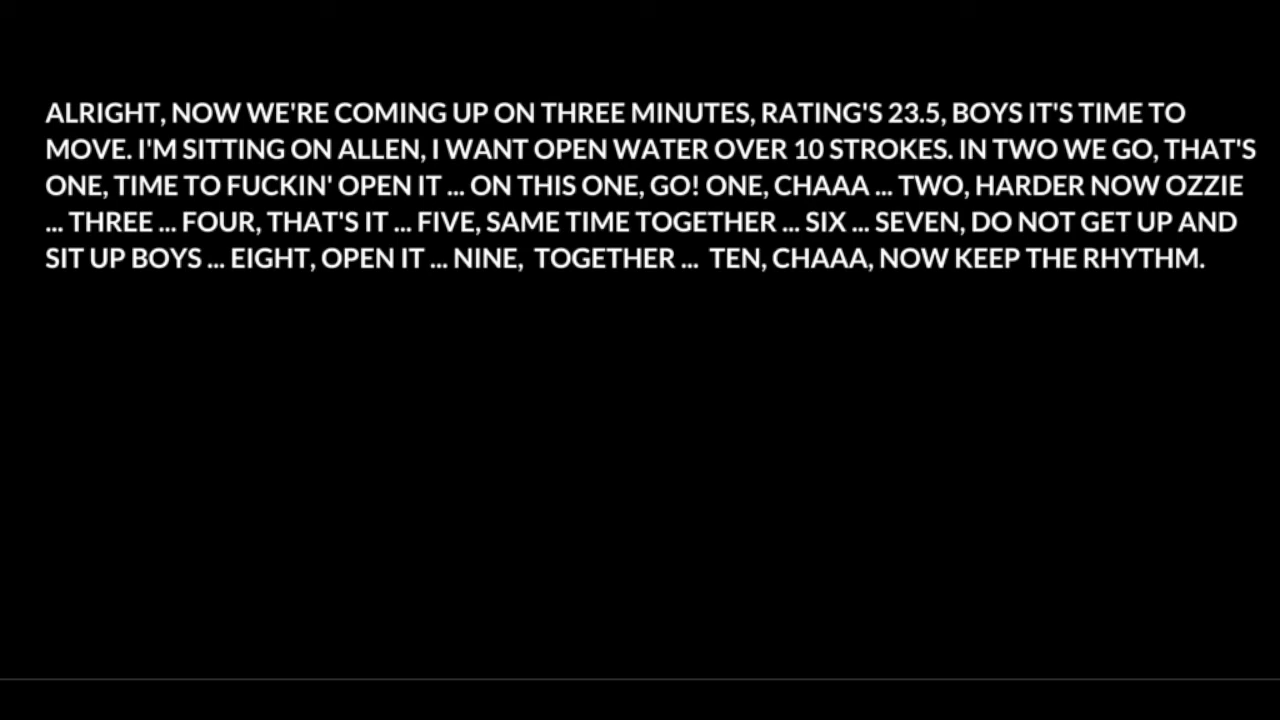 ALRIGHT, NOW WE'RE COMING UP ON THREE MINUTES, RATING'S 23.5, BOYS IT'S TIME TO
MOVE. I'M SITTING ON ALLEN, I WANT OPEN WATER OVER 10 STROKES. IN TWO WE GO, THAT'S
ONE, TIME TO FUCKIN' OPEN IT ... ON THIS ONE, GO! ONE, CHAAA ... TWO, HARDER NOW OZZIE
... THREE ... FOUR, THAT'S IT ... FIVE, SAME TIME TOGETHER ... SIX ... SEVEN, DO NOT GET UP AND
SIT UP BOYS ... EIGHT, OPEN IT ... NINE,  TOGETHER ...  TEN, CHAAA, NOW KEEP THE RHYTHM.